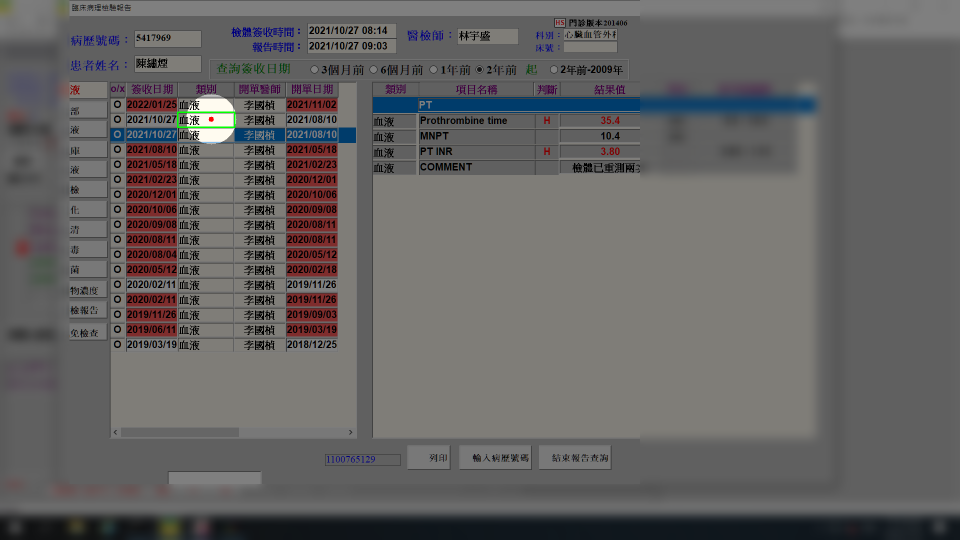 臨床病理檢驗報告
HS 門診版本201406
病歷號碼： 5417969 檢體簽收時間： 2021/10/27 08:14 醫檢師： 林宇盛 科別： 心臟血管外科
報告時間： 2021/10/27 09:03 床號：
患者姓名： 陳繡煙
查詢簽收日期 3個月前 6個月前 1年前 2年前 起 2年前-2009年
液 o/x 簽收日期 類別 開單醫師 開單日期
O 2022/01/25 血液 李國楨 2021/11/02
部 O 2021/10/27 血液 李國楨 2021/08/10
液 O 2021/10/27 血液 李國楨 2021/08/10
庫 O 2021/08/10 血液 李國楨 2021/05/18
液 O 2021/05/18 血液 李國楨 2021/02/23
O 2021/02/23 血液 李國楨 2020/12/01
檢 O 2020/12/01 血液 李國楨 2020/10/06
化 O 2020/10/06 血液 李國楨 2020/09/08
清 O 2020/09/08 血液 李國楨 2020/08/11
O 2020/08/11 血液 李國楨 2020/08/11
毒 O 2020/08/04 血液 李國楨 2020/05/12
菌 O 2020/05/12 血液 李國楨 2020/02/18
物濃度 O 2020/02/11 血液 李國楨 2019/11/26
O 2020/02/11 血液 李國楨 2019/11/26
檢報告 O 2019/11/26 血液 李國楨 2019/09/03
免檢查 O 2019/06/11 血液 李國楨 2019/03/19
O 2019/03/19 血液 李國楨 2018/12/25
類別 項目名稱 判斷 結果值
PT
血液 Prothrombine time H 35.4
血液 MNPT 10.4
血液 PT INR H 3.80
血液 COMMENT 檢體已重測兩次
1100765129 列印 輸入病歷號碼 結束報告查詢